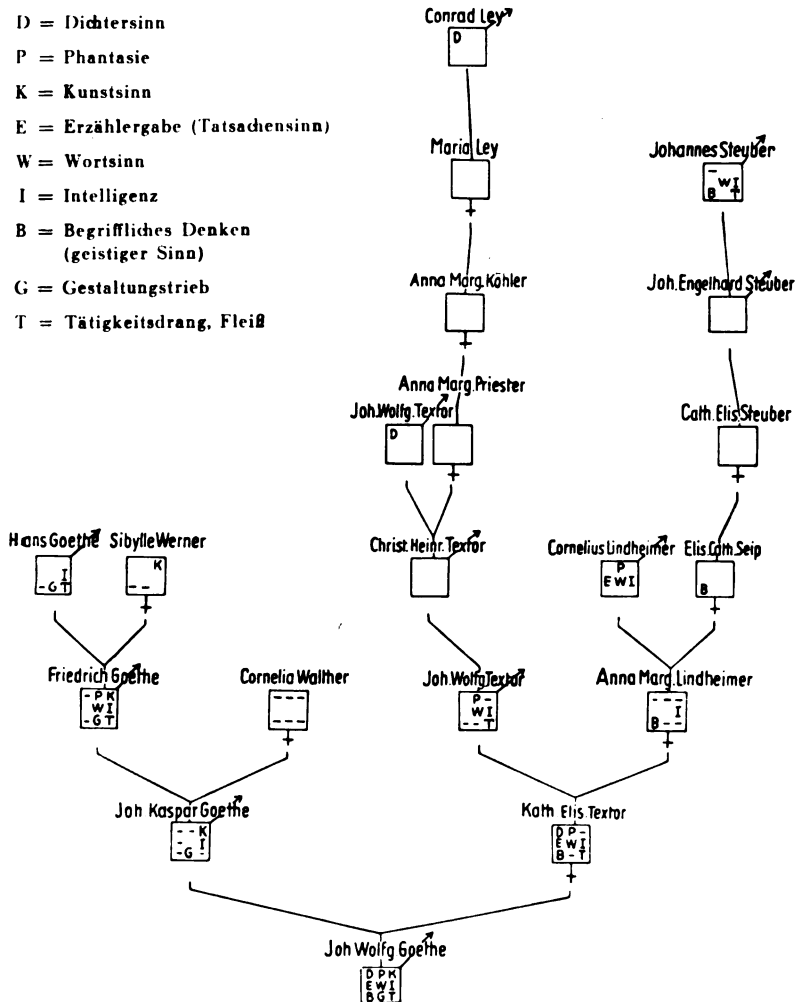 D = Dichtersinn
P = Phantasie
K = Kunstsinn
E = Erzählergabe (Tatsachensinn)
W = Wortsinn
I = Intelligenz
B = Begriffliches Denken
(geistiger Sinn)
G = Gestaltungstrieb
T = Tätigkeitsdrang, Fleiß
Conrad Ley
D
Maria Ley
Johannes Steuber
- W I
B T
Anna Marg. Köhler
Joh. Engelhard Steuber
Anna Marg. Priester
Joh. Wolfg. Textor
D
Cath. Elis. Steuber
Hans Goethe
I
- G T
Sibylle Werner
K
- -
Christ. Heinr. Textor
Cornelius Lindheimer
P
E W I
Elis. Cath. Seip
B
Friedrich Goethe
- P K
W I
- G T
Cornelia Walther
- - -
- - -
Joh. Wolfg Textor
P -
W I
- - T
Anna Marg. Lindheimer
- - -
I
B - -
Joh Kaspar Goethe
- - K
- I
- G -
Kath Elis. Textor
D P -
E W I
B - T
Joh Wolfg Goethe
D P K
E W I
B G T